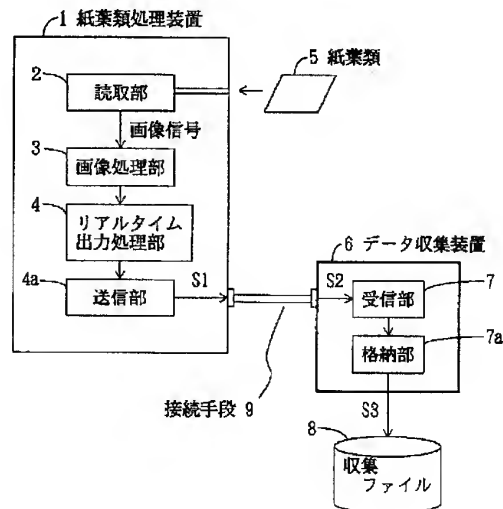 1 紙葉類処理装置
5 紙葉類
2
読取部
画像信号
3
画像処理部
4
リアルタイム
出力処理部
6 データ収集装置
4a
送信部
S1
S2
受信部
7
格納部
7a
接続手段 9
S3
8
収集
ファイル